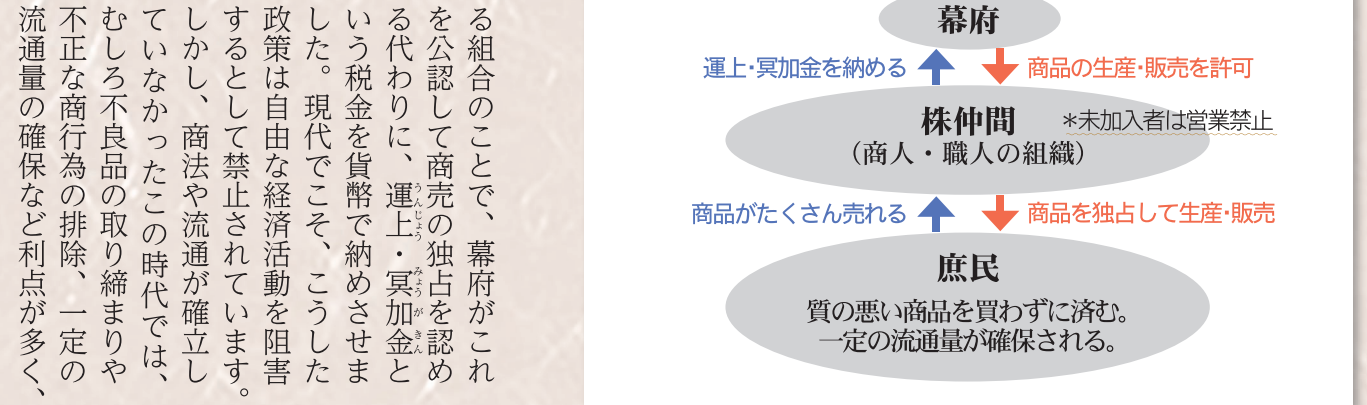 る組合のことで、幕府がこれ
を公認して商売の独占を認め
る代わりに、運上・冥加金と
うんじょう
みょうがきん
いう税金を貨幣で納めさせま
した。現代でこそ、こうした
政策は自由な経済活動を阻害
するとして禁止されています。
しかし、商法や流通が確立し
ていなかったこの時代では、
むしろ不良品の取り締まりや
不正な商行為の排除、一定の
流通量の確保など利点が多く、
幕府
運上・冥加金を納める
商品の生産・販売を許可
株仲間
＊未加入者は営業禁止
（商人・職人の組織）
商品がたくさん売れる
商品を独占して生産・販売
庶民
質の悪い商品を買わずに済む。
一定の流通量が確保される。